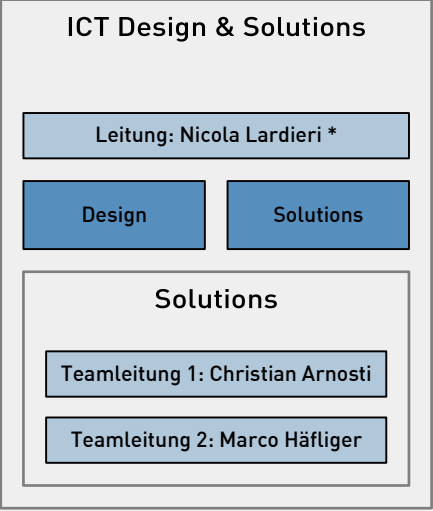 ICT Design & Solutions
Leitung: Nicola Lardieri *
Design
Solutions
Solutions
Teamleitung 1: Christian Arnosti
Teamleitung 2: Marco Häfliger